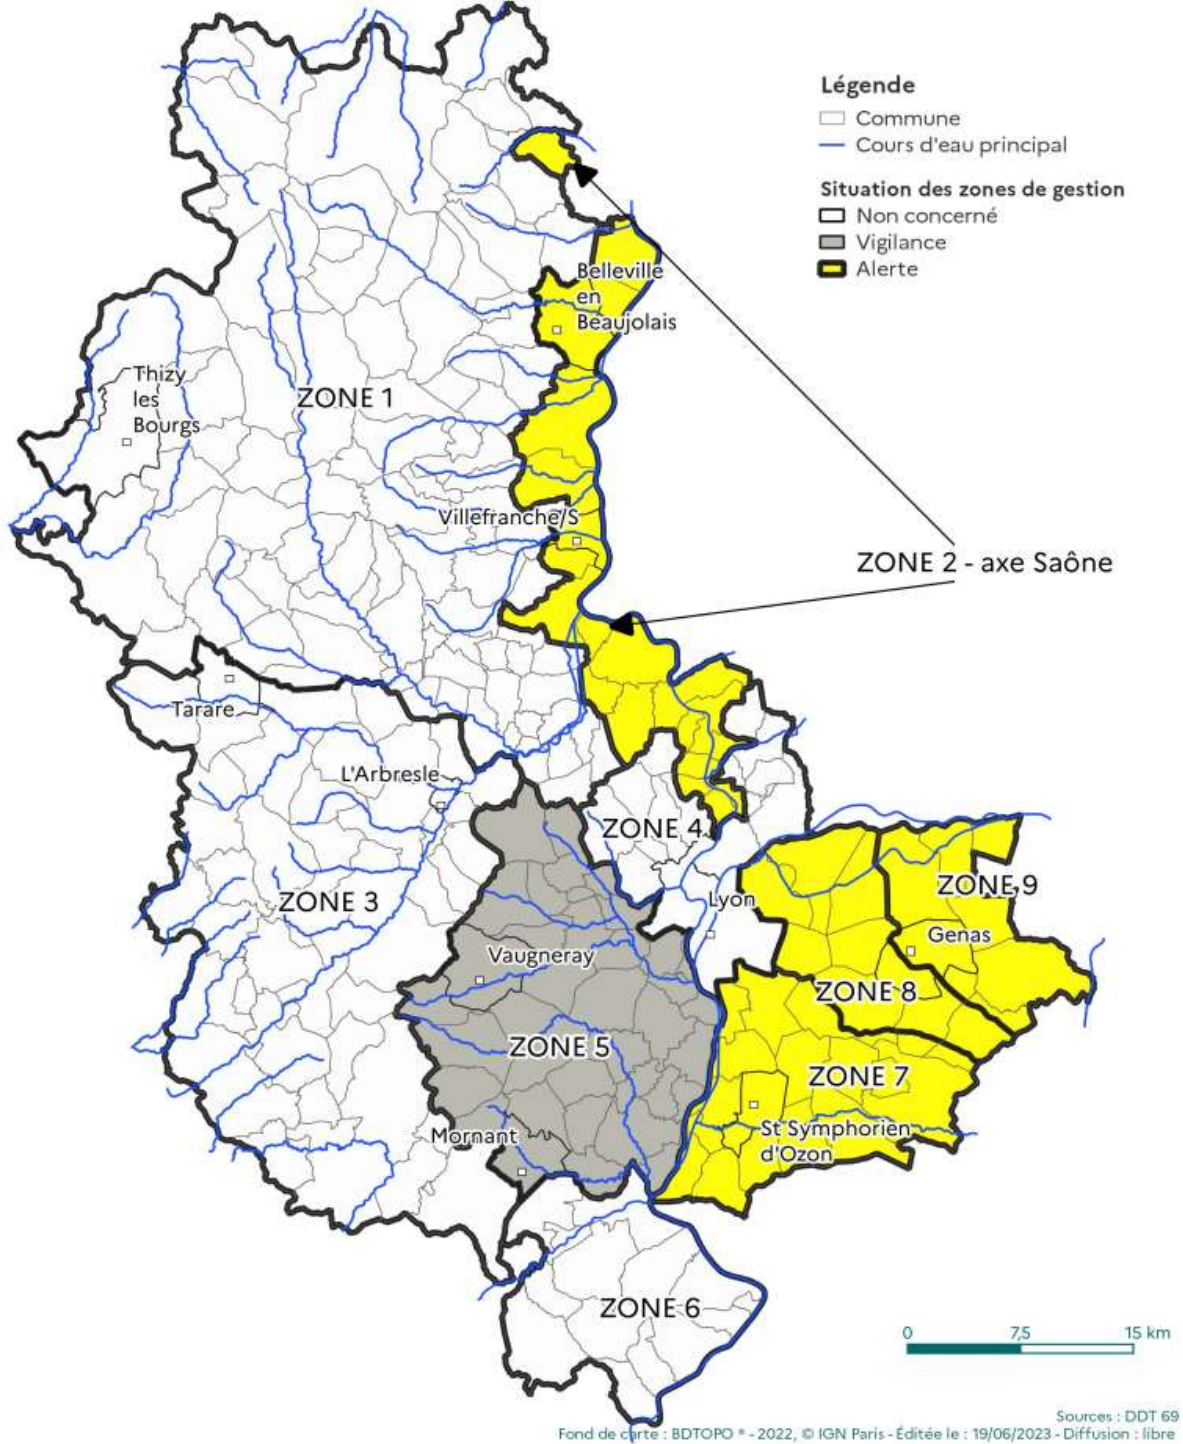 Légende
Commune
Cours d'eau principal
Situation des zones de gestion
Non concerné
Vigilance
Alerte
Belleville
en
Beaujolais
Thizy
les
Bourgs
ZONE 1
Villefranche/S
ZONE 2 - axe Saône
Tarare
L'Arbresle
ZONE 4
ZONE 3
ZONE 9
Lyon
Genas
Vaugneray
ZONE 8
ZONE 5
ZONE 7
Mornant
St Symphorien
d'Ozon
ZONE 6
0 7,5 15 km
Sources : DDT 69
Fond de carte : BDTOPO ® - 2022, © IGN Paris - Éditée le : 19/06/2023 - Diffusion : libre